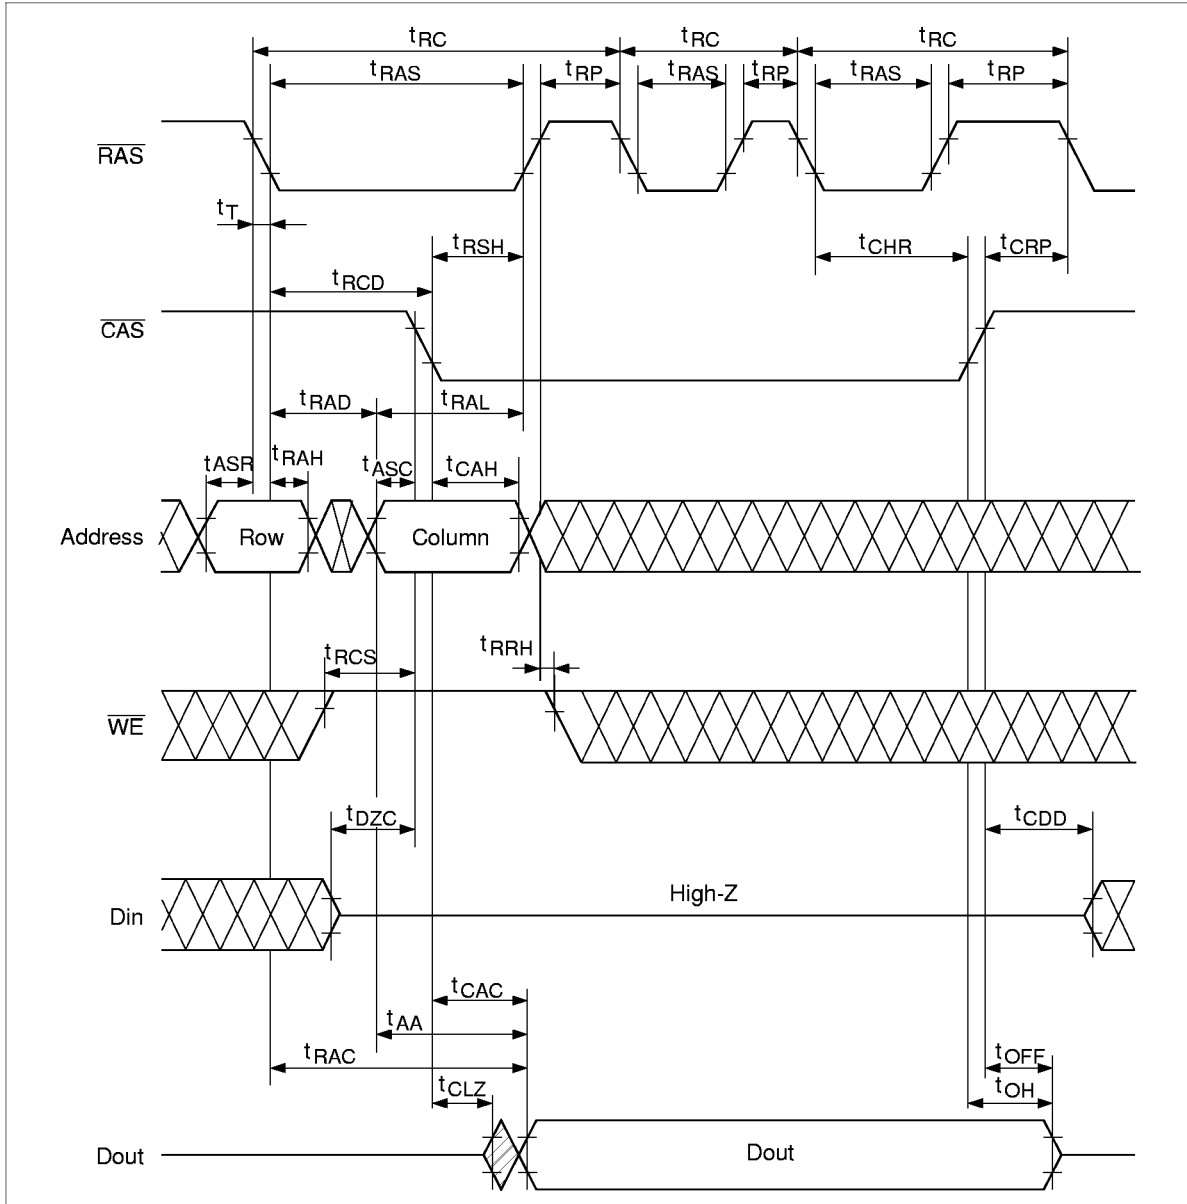 tRC tRC tRC
tRAS tRP tRAS tRP tRAS tRP
RAS
tT
tRSH tCHR tCRP
tRCD
CAS
tRAD tRAL
tASR tRAH tASC tCAH
Address Row Column
tRCS tRRH
WE
tDZC tCDD
High-Z
Din
tCAC
tAA
tRAC tOFF
tCLZ tOH
Dout Dout